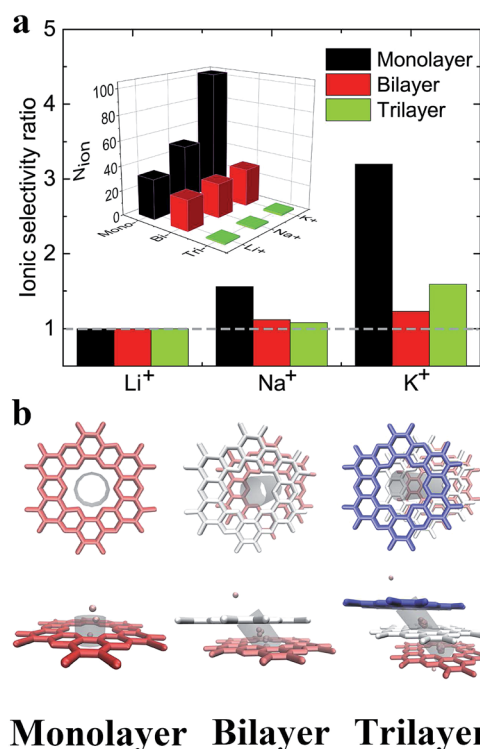 a
5
4
3
2
1
Ionic selectivity ratio
Monolayer
Bilayer
Trilayer
100
80
60
40
20
0
Nion
Mono-
Bi-
Tri-
Li+
Na+
K+
Li+
Na+
K+
b
Monolayer Bilayer Trilayer